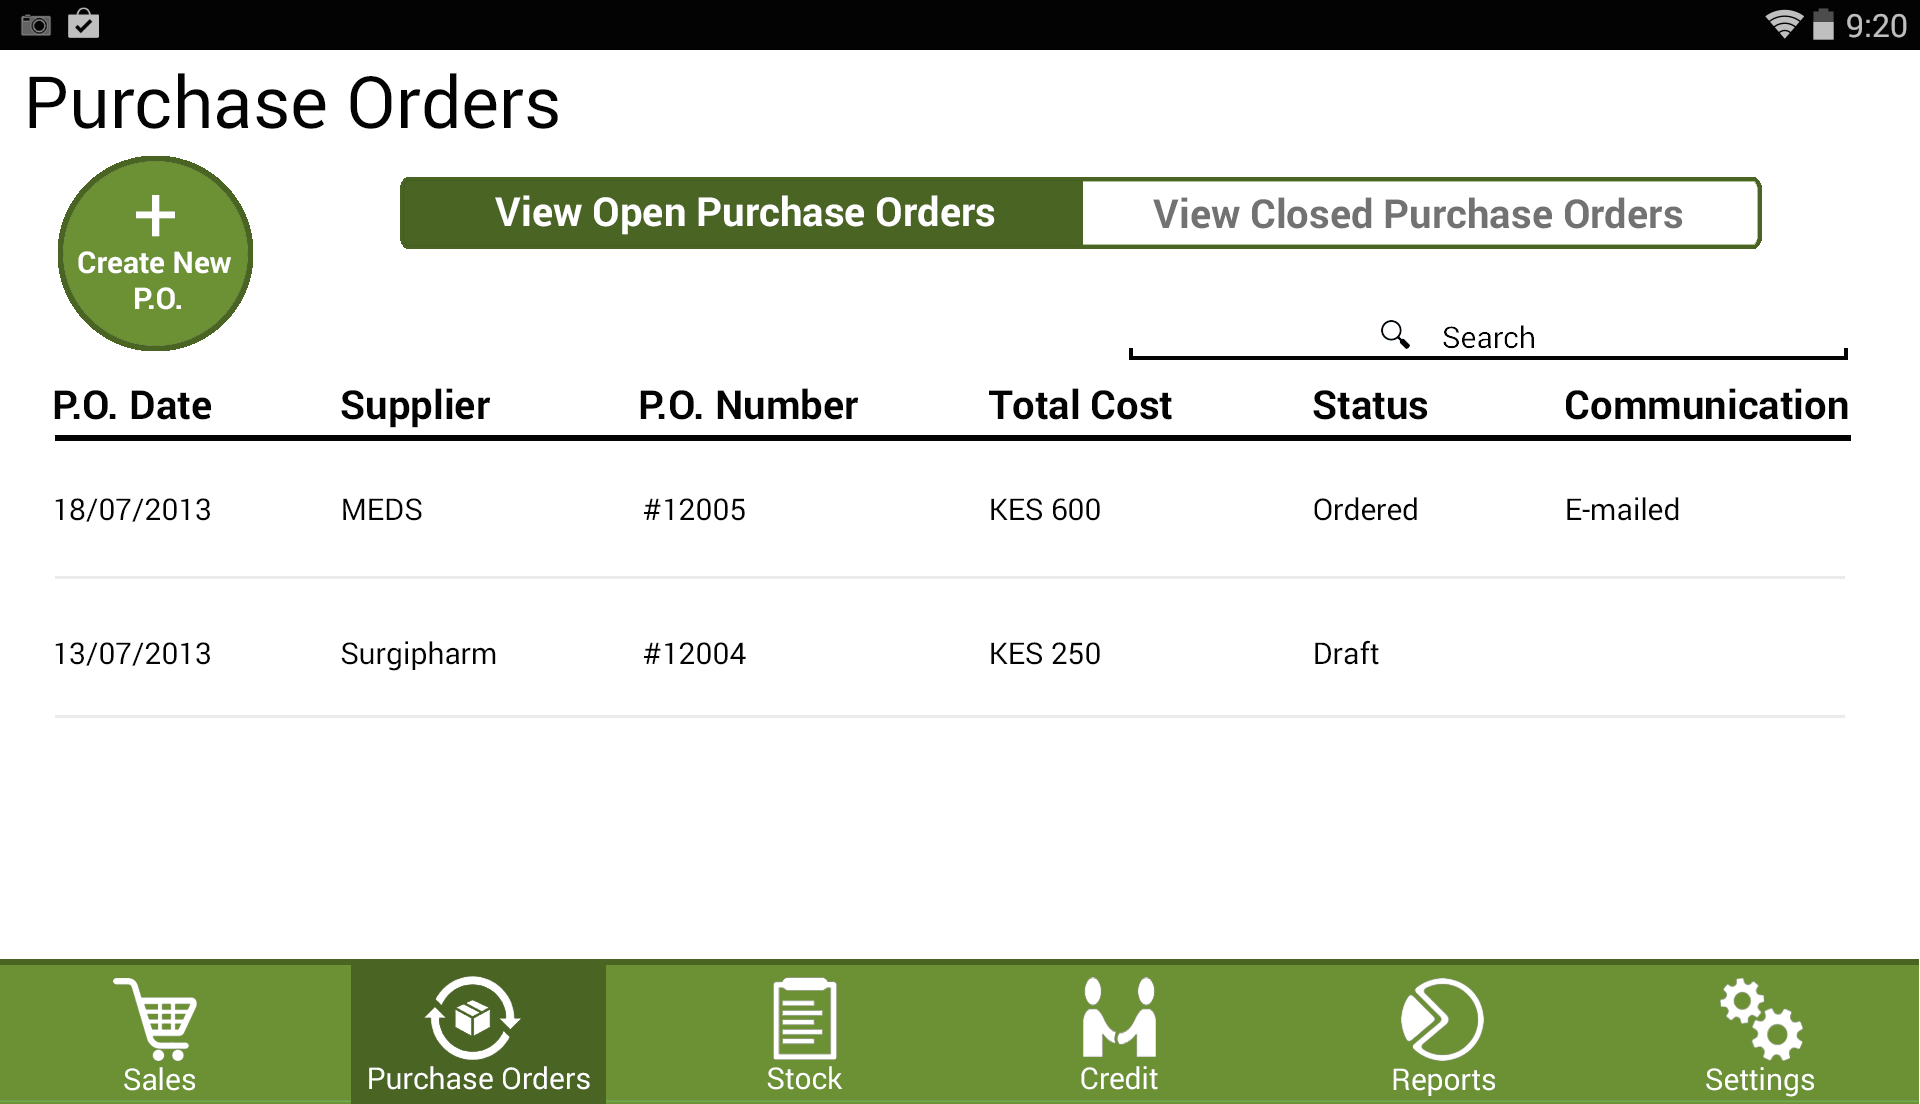 9:20
Purchase Orders
Create New
P.O.
View Open Purchase Orders
View Closed Purchase Orders
Search
P.O. Date Supplier P.O. Number Total Cost Status Communication
18/07/2013 MEDS #12005 KES 600 Ordered E-mailed
13/07/2013 Surgipharm #12004 KES 250 Draft
Sales Purchase Orders Stock Credit Reports Settings